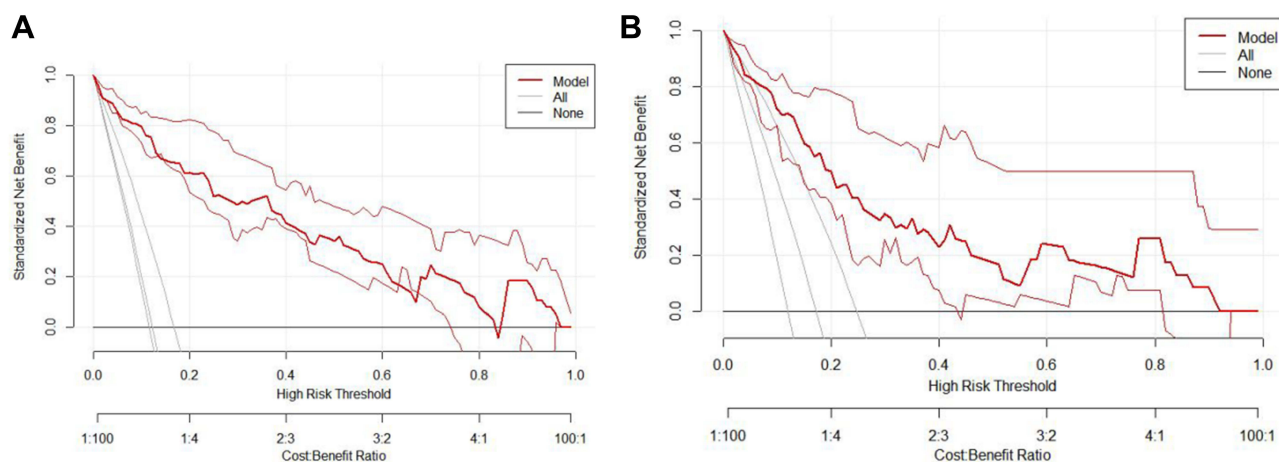 A
Model
All
None
Standardized Net Benefit
1.0
0.8
0.6
0.4
0.2
0.0
0.0 0.2 0.4 0.6 0.8 1.0
High Risk Threshold
1:100 1:4 2:3 3:2 4:1 100:1
Cost:Benefit Ratio
B
Model
All
None
Standardized Net Benefit
1.0
0.8
0.6
0.4
0.2
0.0
0.0 0.2 0.4 0.6 0.8 1.0
High Risk Threshold
1:100 1:4 2:3 3:2 4:1 100:1
Cost:Benefit Ratio